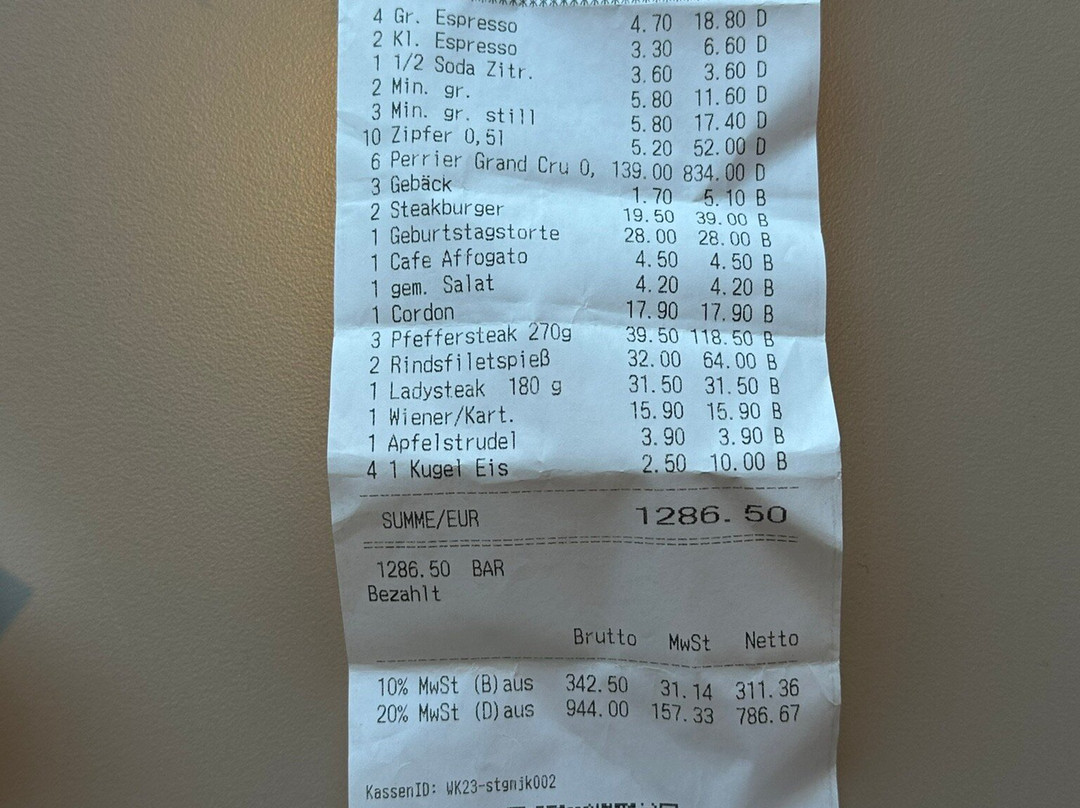 4 Gr. Espresso 4.70 18.80 D
2 Kl. Espresso 3.30 6.60 D
1 1/2 Soda Zitr. 3.60 3.60 D
2 Min. gr. 5.80 11.60 D
3 Min. gr. still 5.80 17.40 D
10 Zipfer 0,5l 5.20 52.00 D
6 Perrier Grand Cru 0, 139.00 834.00 D
3 Gebäck 1.70 5.10 B
2 Steakburger 19.50 39.00 B
1 Geburtstagstorte 28.00 28.00 B
1 Cafe Affogato 4.50 4.50 B
1 gem. Salat 4.20 4.20 B
1 Cordon 17.90 17.90 B
3 Pfeffersteak 270g 39.50 118.50 B
2 Rindsfiletspieß 32.00 64.00 B
1 Ladysteak 180 g 31.50 31.50 B
1 Wiener/Kart. 15.90 15.90 B
1 Apfelstrudel 3.90 3.90 B
4 1 Kugel Eis 2.50 10.00 B
SUMME/EUR 1286.50
1286.50 BAR
Bezahlt
Brutto MwSt Netto
10% MwSt (B)aus 342.50 31.14 311.36
20% MwSt (D)aus 944.00 157.33 786.67
KassenID: WK23-stgmjk002